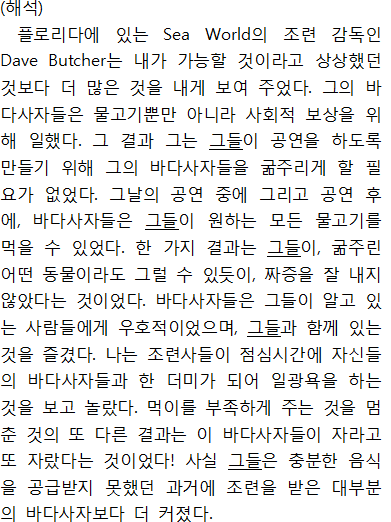 (해석)
플로리다에 있는 Sea World의 조련 감독인
Dave Butcher는 내가 가능할 것이라고 상상했던
것보다 더 많은 것을 내게 보여 주었다. 그의 바
다사자들은 물고기뿐만 아니라 사회적 보상을 위
해 일했다. 그 결과 그는 그들이 공연을 하도록
만들기 위해 그의 바다사자들을 굶주리게 할 필
요가 없었다. 그날의 공연 중에 그리고 공연 후
에, 바다사자들은 그들이 원하는 모든 물고기를
먹을 수 있었다. 한 가지 결과는 그들이, 굶주린
어떤 동물이라도 그럴 수 있듯이, 짜증을 잘 내지
않았다는 것이었다. 바다사자들은 그들이 알고 있
는 사람들에게 우호적이었으며, 그들과 함께 있는
것을 즐겼다. 나는 조련사들이 점심시간에 자신들
의 바다사자들과 한 더미가 되어 일광욕을 하는
것을 보고 놀랐다. 먹이를 부족하게 주는 것을 멈
춘 것의 또 다른 결과는 이 바다사자들이 자라고
또 자랐다는 것이었다! 사실 그들은 충분한 음식
을 공급받지 못했던 과거에 조련을 받은 대부분
의 바다사자보다 더 커졌다.